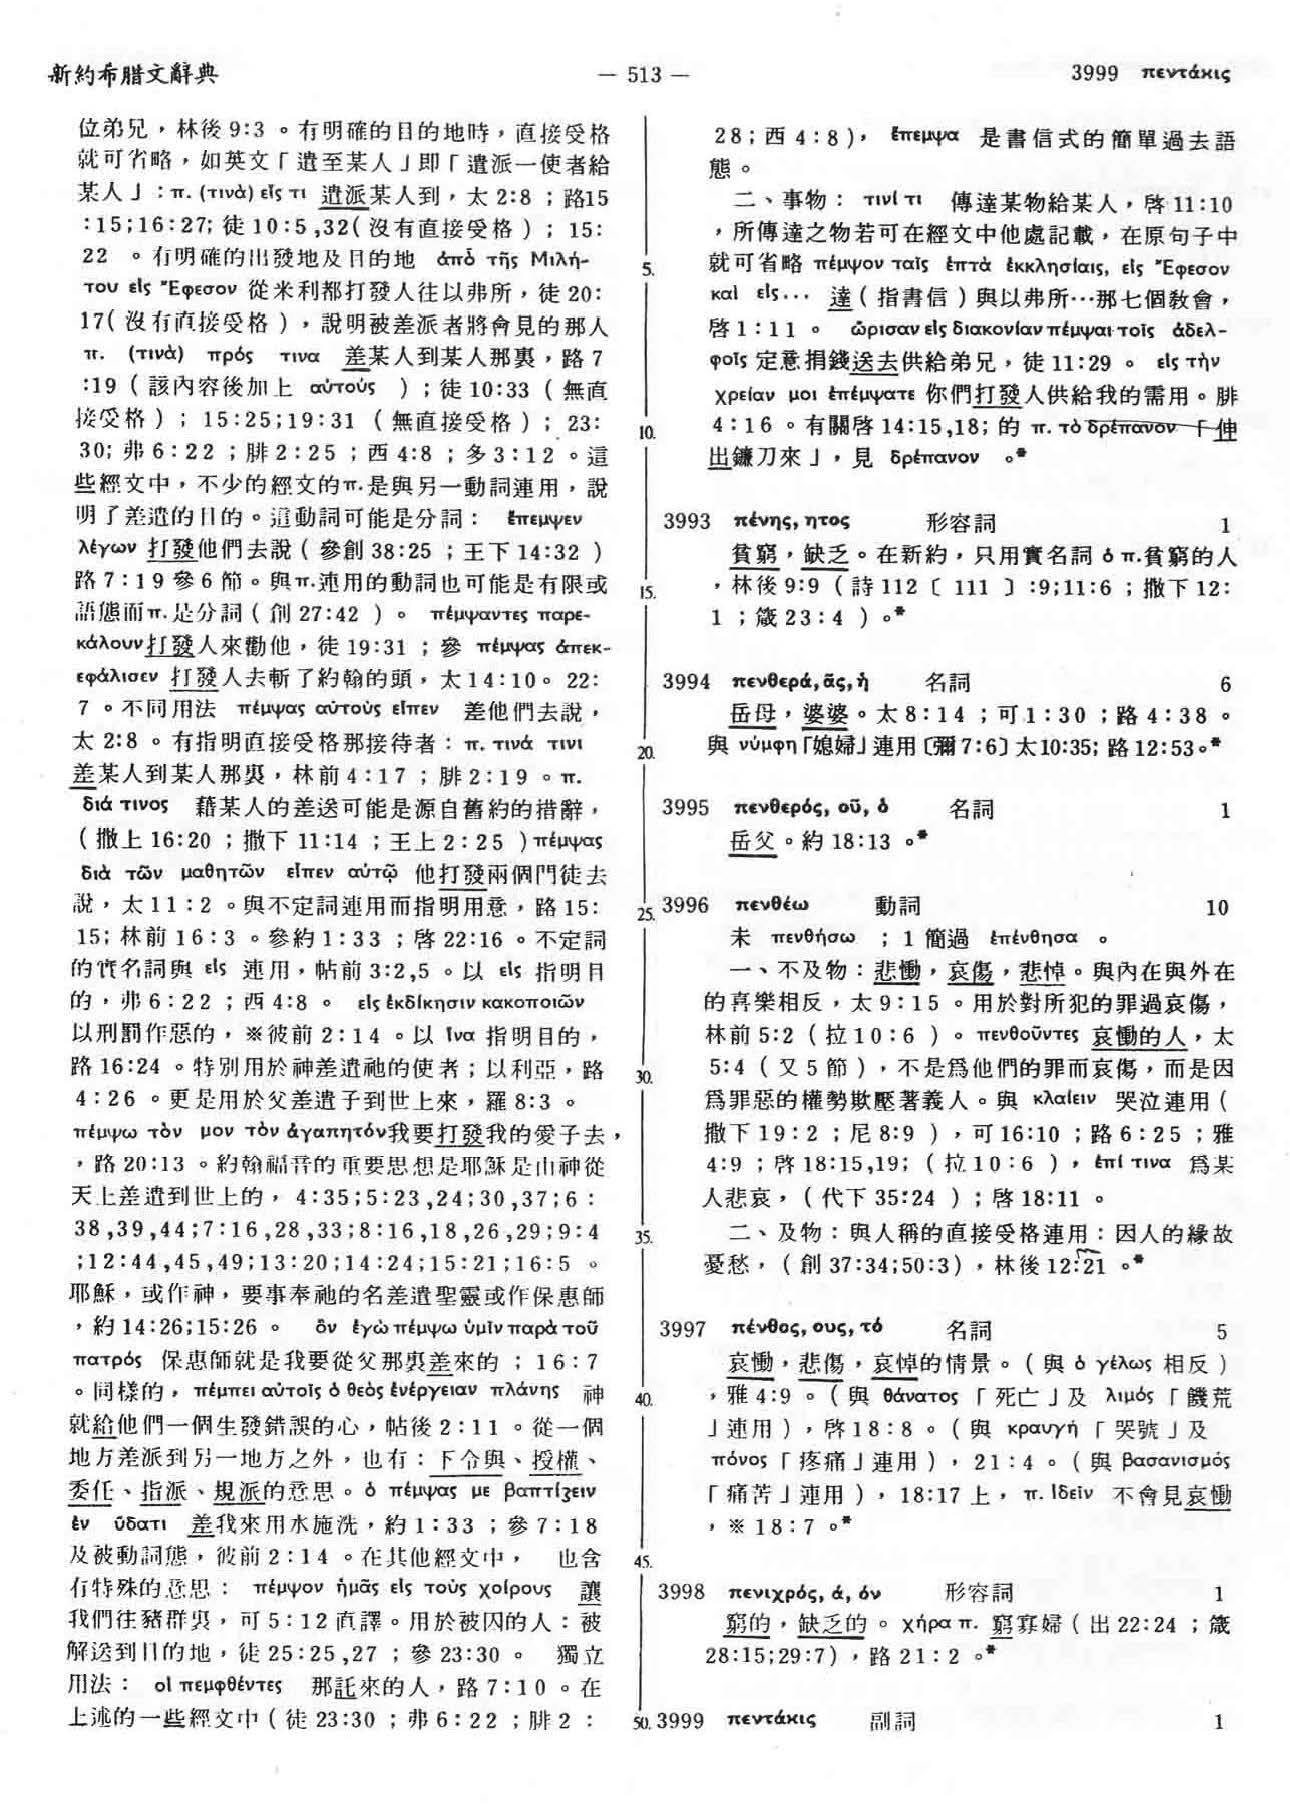 新約希腊文辭典
— 513 —
3999 πεντάκις
位弟兄，林後 9:3 。有明確的目的地時，直接受格
就可省略，如英文「遣至某人」即「遣派一使者給
某人」: π. (τινὰ) εἴς τι 遣派某人到，太 2:8 ；路15
:15;16:27; 徒 10:5 ,32( 沒有直接受格 ) ； 15:
22 。有明確的出發地及目的地 ἀπὸ τῆς Μιλή-
του εἰς Ἔφεσον 從米利都打發人往以弗所，徒 20:
17( 沒有直接受格 ) ，說明被差派者將會見的那人
π. (τινὰ) πρός τινα 差某人到某人那裏，路 7
:19 ( 該內容後加上 αὐτούς ) ；徒 10:33 ( 無直
接受格 ) ； 15:25;19:31 ( 無直接受格 ) ； 23:
30; 弗 6:22 ；腓 2:25 ；西 4:8 ；多 3:12 。這
些經文中，不少的經文的π.是與另一動詞連用，說
明了差遣的目的。這動詞可能是分詞： ἔπεμψεν
λέγων 打發他們去說 ( 參創 38:25 ；王下 14:32 )
路 7:19 參 6 節。與π.連用的動詞也可能是有限或
語態而π.是分詞 ( 創 27:42 ) 。 πέμψαντες παρε-
κάλουν打發人來勸他，徒 19:31 ；參 πέμψας ἀπεκ-
εφάλισεν 打發人去斬了約翰的頭，太 14:10。 22:
7 。不同用法 πέμψας αὐτοὺς εἶπεν 差他們去說，
太 2:8 。有指明直接受格那接待者： π. τινά τινι
差某人到某人那裏，林前 4:17 ；腓 2:19 。π.
διά τινος 藉某人的差送可能是源自舊約的措辭，
( 撒上 16:20 ；撒下 11:14 ；王上 2:25 ) πέμψας
διὰ τῶν μαθητῶν εἶπεν αὐτῷ 他打發兩個門徒去
說，太 11:2 。與不定詞連用而指明用意，路 15:
15; 林前 16:3 。參約 1:33 ；啓 22:16 。不定詞
的實名詞與 εἰς 連用，帖前 3:2,5 。以 εἰς 指明目
的，弗 6:22 ；西 4:8 。 εἰς ἐκδίκησιν κακοποιῶν
以刑罰作惡的，※彼前 2:14 。以 ἵνα 指明目的，
路 16:24 。特別用於神差遣祂的使者；以利亞，路
4:26 。更是用於父差遣子到世上來，羅 8:3 。
πέμψω τὸν μον τὸν ἀγαπητόν我要打發我的愛子去，
，路 20:13 。約翰福音的重要思想是耶穌是由神從
天上差遣到世上的， 4:35;5:23 ,24;30 ,37;6 :
38,39,44;7:16 ,28 ,33;8:16,18 ,26 ,29;9:4
;12:44 ,45 ,49;13:20;14:24;15:21;16:5 。
耶穌，或作神，要事奉祂的名差遣聖靈或作保惠師
，約 14:26;15:26 。 ὃν ἐγὼ πέμψω ὑμῖν παρὰ τοῦ
πατρός 保惠師就是我要從父那裏差來的 ； 16:7
。同樣的，πέμπει αὐτοῖς ὁ θεὸς ἐνέργειαν πλάνης 神
就給他們一個生發錯誤的心，帖後 2:11 。從一個
地方差派到另一地方之外，也有：下令與、授權、
委任、指派、規派的意思。ὁ πέμψας με βαπτίζειν
ἐν ὕδατι 差我來用水施洗，約 1:33 ；參 7:18
及被動詞態，彼前 2:14 。在其他經文中， 也含
有特殊的意思： πέμψον ἡμᾶς εἰς τοὺς χοίρους 讓
我們往豬群裏，可 5:12 直譯。用於被囚的人：被
解送到目的地，徒 25:25 ,27 ；參 23:30 。 獨立
用法： οἱ πεμφθέντες 那託來的人，路 7:10 。在
上述的一些經文中 ( 徒 23:30 ；弗 6:22 ；腓 2 :
5.
10.
15.
20.
25.
30.
35.
40.
45.
50.
28；西 4:8 )， ἔπεμψα 是書信式的簡單過去語
態。
二、事物： τινί τι 傳達某物給某人，啓 11:10
，所傳達之物若可在經文中他處記載，在原句子中
就可省略 πέμψον ταῖς ἑπτὰ ἐκκλησίαις, εἰς Ἔφεσον
καὶ εἰς... 達 ( 指書信 ) 與以弗所…那七個教會，
啓 1:11 。 ὥρισαν εἰς διακονίαν πέμψαι τοῖς ἀδελ-
φοῖς 定意捐錢送去供給弟兄，徒 11:29 。 εἰς τὴν
χρείαν μοι ἐπέμψατε 你們打發人供給我的需用。腓
4:16 。有關啓 14:15,18; 的 π. τὸ δρέπανον 「伸
出鐮刀來」，見 δρέπανον 。*
3993 πένης, ητος 形容詞 1
貧窮，缺乏。在新約，只用實名詞 ὁ π.貧窮的人
，林後 9:9 ( 詩 112 〔 111 〕 :9;11:6 ；撒下 12:
1 ；箴 23:4 ) 。*
3994 πενθερά, ᾶς, ἡ 名詞 6
岳母，婆婆。太 8:14 ；可 1:30 ；路 4:38 。
與 νύμφη「媳婦」連用〔彌 7:6〕太10:35; 路 12:53。*
3995 πενθερός, οῦ, ὁ 名詞 1
岳父。約 18:13 。*
3996 πενθέω 動詞 10
未 πενθήσω ；1 簡過 ἐπένθησα 。
一、不及物：悲慟，哀傷，悲悼。與內在與外在
的喜樂相反，太 9:15 。用於對所犯的罪過哀傷，
林前 5:2 ( 拉 10:6 ) 。 πενθοῦντες 哀慟的人，太
5:4 ( 又 5 節 ) ，不是爲他們的罪而哀傷，而是因
爲罪惡的權勢欺壓著義人。與 κλαίειν 哭泣連用 (
撒下 19:2 ；尼 8:9 ) ，可 16:10 ；路 6:25 ；雅
4:9 ；啓 18:15,19; ( 拉 10:6 ) ，ἐπί τινα 爲某
人悲哀， ( 代下 35:24 ) ；啓 18:11 。
二、及物：與人稱的直接受格連用：因人的緣故
憂愁， ( 創 37:34;50:3) ，林後 12:21 。*
3997 πένθος, ους, τό 名詞 5
哀慟，悲傷，哀悼的情景。 ( 與 ὁ γέλως 相反 )
，雅 4:9 。 ( 與 θάνατος 「死亡」及 λιμός 「饑荒
」連用 ) ，啓 18:8 。 ( 與 κραυγή 「哭號」及
πόνος 「疼痛」連用 ) ， 21:4 。 ( 與 βασανισμός
「痛苦」連用 ) ， 18:17 上，π. ἰδεῖν 不會見哀慟
，※ 18:7 。*
3998 πενιχρός, ά, όν 形容詞 1
窮的，缺乏的 。 χήρα π. 窮寡婦 ( 出 22:24 ；箴
28:15;29:7) ，路 21:2 。*
3999 πεντάκις 副詞 1